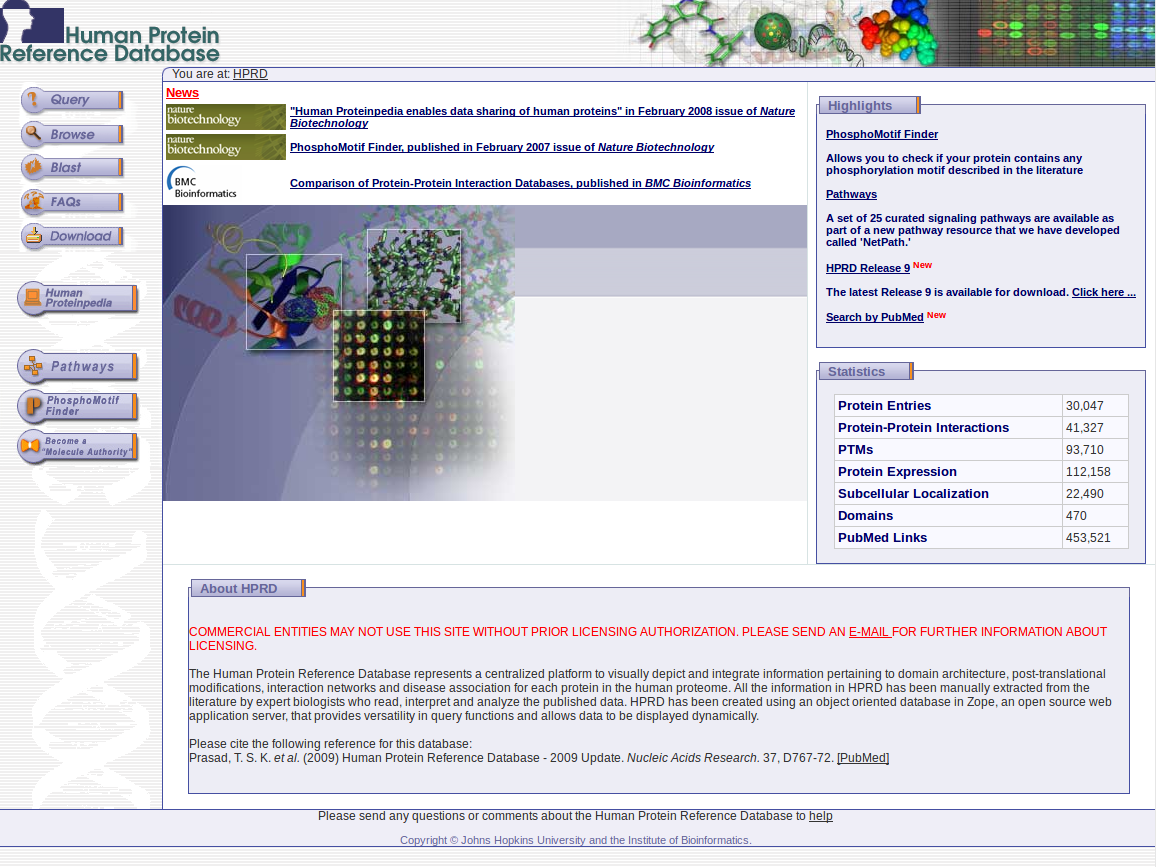 Human Protein
Reference Database
You are at: HPRD
Query
Browse
Blast
FAQs
Download
Human
Proteinpedia
Pathways
PhosphoMotif
Finder
Become a
"Molecule Authority"
News
nature
biotechnology
"Human Proteinpedia enables data sharing of human proteins" in February 2008 issue of Nature
Biotechnology
nature
biotechnology
PhosphoMotif Finder, published in February 2007 issue of Nature Biotechnology
BMC
Bioinformatics
Comparison of Protein-Protein Interaction Databases, published in BMC Bioinformatics
Highlights
PhosphoMotif Finder
Allows you to check if your protein contains any
phosphorylation motif described in the literature
Pathways
A set of 25 curated signaling pathways are available as
part of a new pathway resource that we have developed
called 'NetPath.'
HPRD Release 9 New
The latest Release 9 is available for download. Click here ...
Search by PubMed New
Statistics
Protein Entries 30,047
Protein-Protein Interactions 41,327
PTMs 93,710
Protein Expression 112,158
Subcellular Localization 22,490
Domains 470
PubMed Links 453,521
About HPRD
COMMERCIAL ENTITIES MAY NOT USE THIS SITE WITHOUT PRIOR LICENSING AUTHORIZATION. PLEASE SEND AN E-MAIL FOR FURTHER INFORMATION ABOUT
LICENSING.
The Human Protein Reference Database represents a centralized platform to visually depict and integrate information pertaining to domain architecture, post-translational
modifications, interaction networks and disease association for each protein in the human proteome. All the information in HPRD has been manually extracted from the
literature by expert biologists who read, interpret and analyze the published data. HPRD has been created using an object oriented database in Zope, an open source web
application server, that provides versatility in query functions and allows data to be displayed dynamically.
Please cite the following reference for this database:
Prasad, T. S. K. et al. (2009) Human Protein Reference Database - 2009 Update. Nucleic Acids Research. 37, D767-72. [PubMed]
Please send any questions or comments about the Human Protein Reference Database to help
Copyright © Johns Hopkins University and the Institute of Bioinformatics.